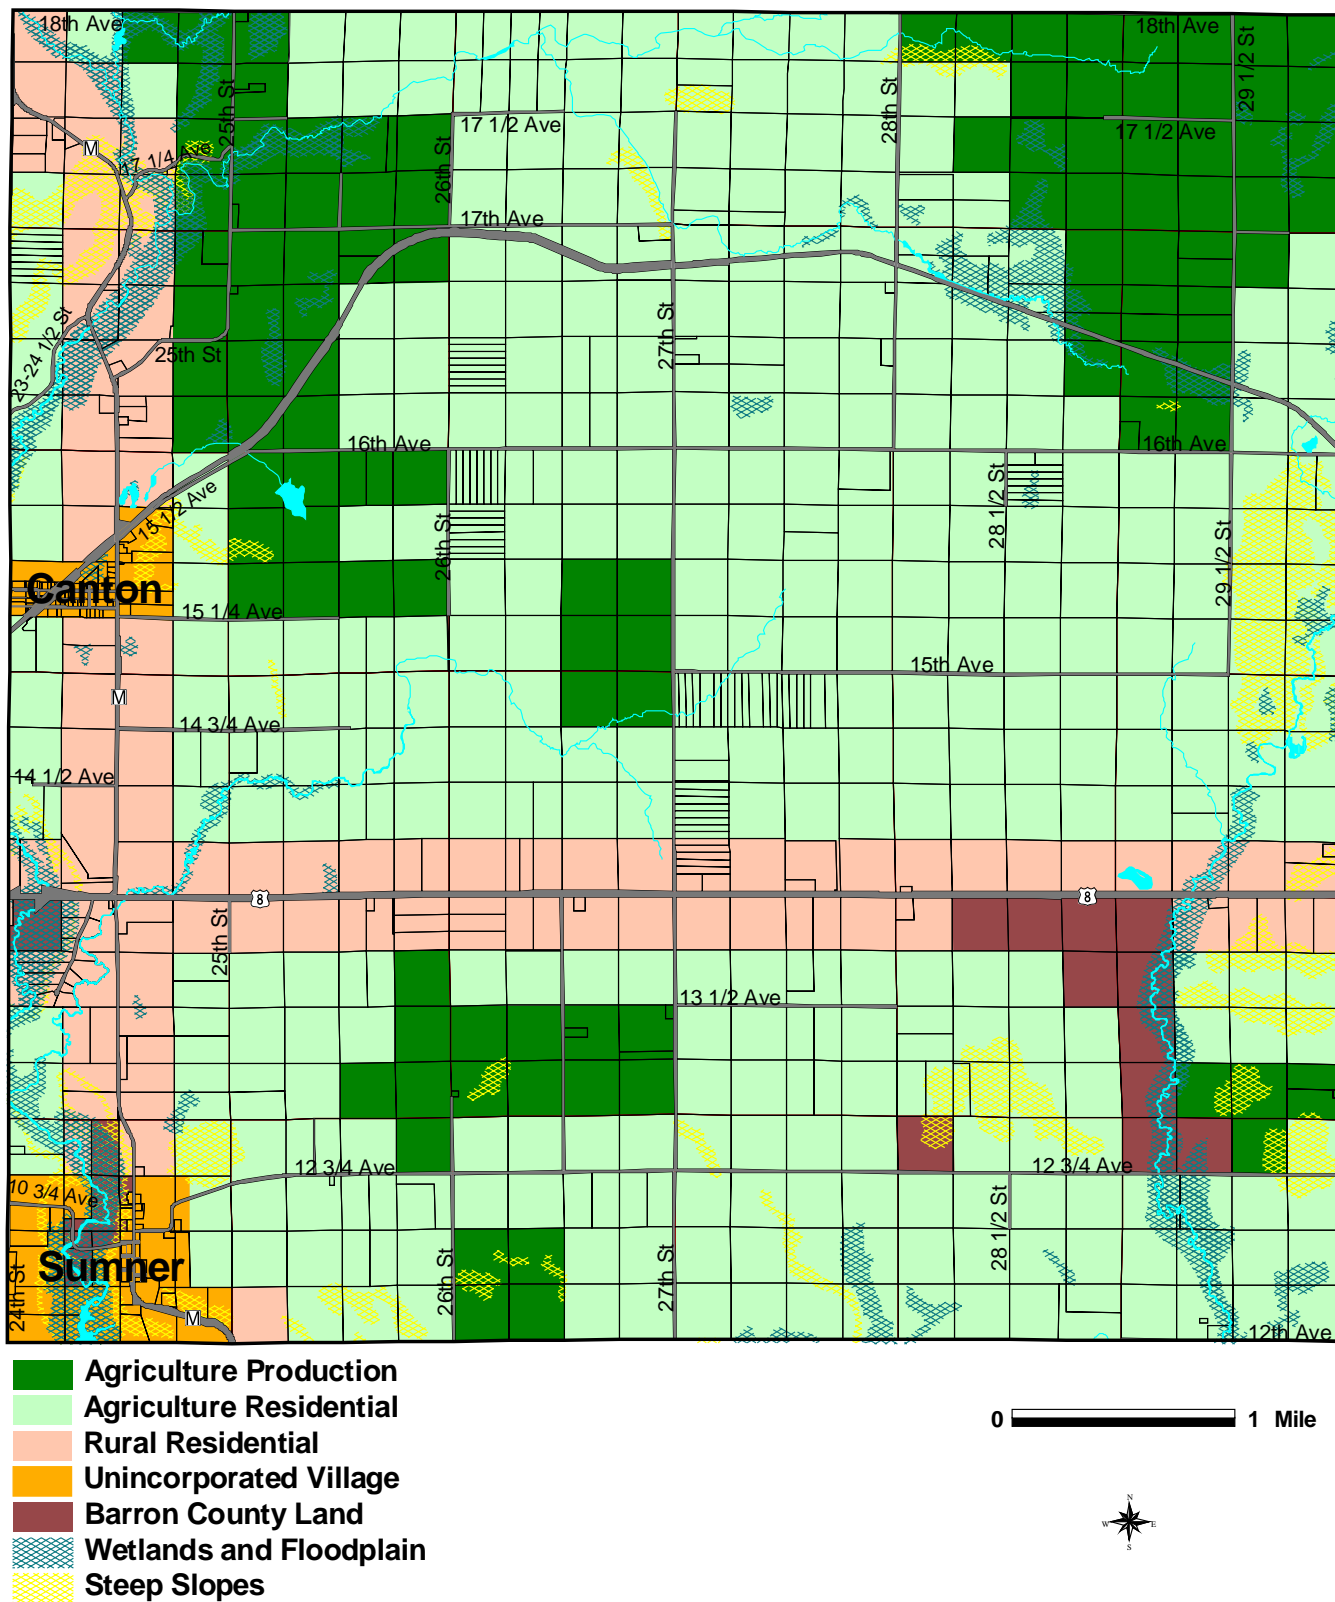 18th Ave
18th Ave
29 1/2 St
25th St
28th St
17 1/2 Ave
17 1/2 Ave
M
17 1/4 Ave
26th St
17th Ave
23-24 1/2 St
25th St
27th St
16th Ave
16th Ave
15 1/2 Ave
28 1/2 St
26th St
29 1/2 St
Canton
15 1/4 Ave
15th Ave
M
14 3/4 Ave
14 1/2 Ave
8
8
25th St
13 1/2 Ave
12 3/4 Ave
12 3/4 Ave
10 3/4 Ave
28 1/2 St
Sumner
24th St
26th St
27th St
M
12th Ave
Agriculture Production
Agriculture Residential
Rural Residential
Unincorporated Village
Barron County Land
Wetlands and Floodplain
Steep Slopes
0 1 Mile
N
W E
S